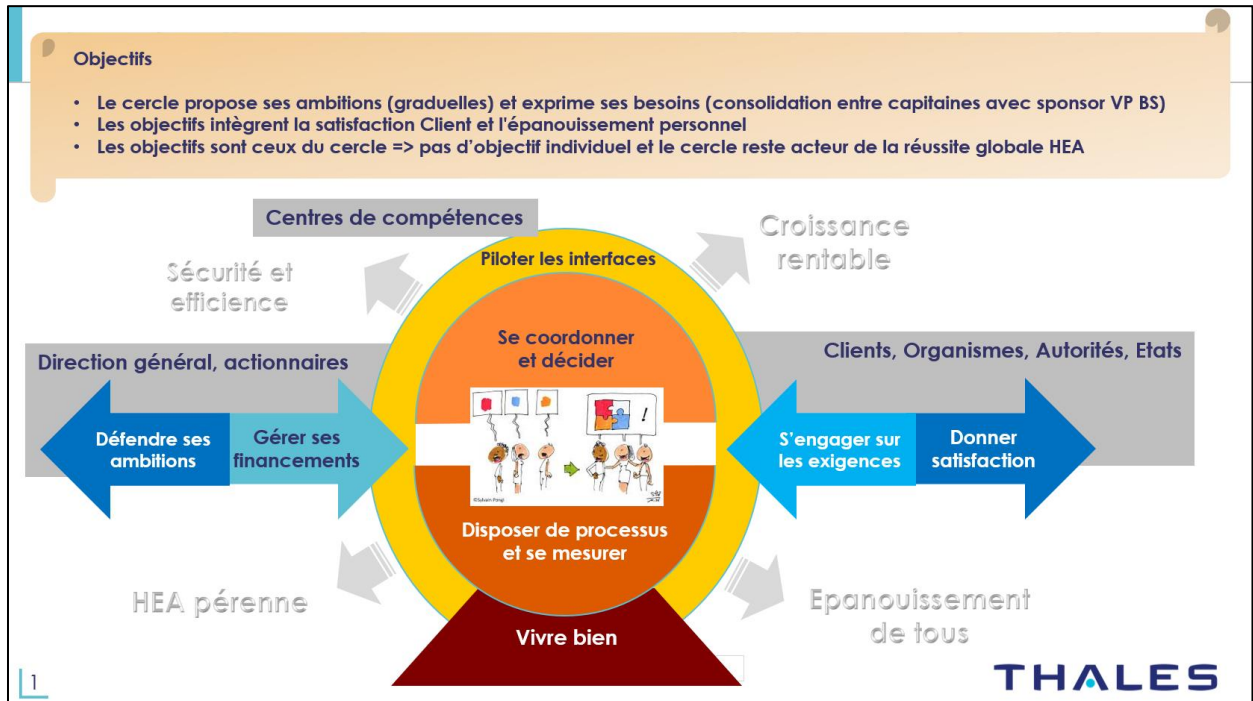 Objectifs
• Le cercle propose ses ambitions (graduelles) et exprime ses besoins (consolidation entre capitaines avec sponsor VP BS)
• Les objectifs intègrent la satisfaction Client et l'épanouissement personnel
• Les objectifs sont ceux du cercle => pas d’objectif individuel et le cercle reste acteur de la réussite globale HEA
Centres de compétences
Croissance
rentable
Piloter les interfaces
Sécurité et
efficience
Se coordonner
et décider
Direction général, actionnaires
Clients, Organismes, Autorités, Etats
!
Défendre ses
ambitions
Gérer ses
financements
S’engager sur
les exigences
Donner
satisfaction
Disposer de processus
et se mesurer
HEA pérenne
Epanouissement
de tous
Vivre bien
1
THALES